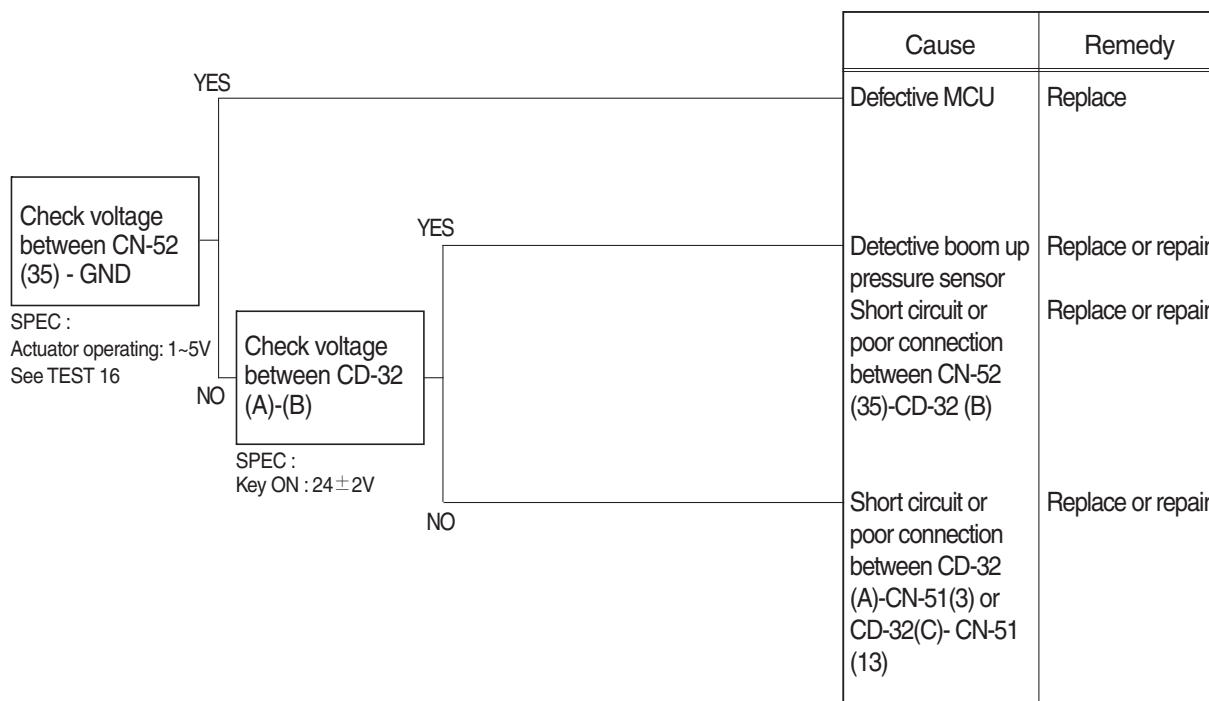 Cause
Remedy
YES
Defective MCU
Replace
Check voltage
between CN-52
(35) - GND
SPEC :
Actuator operating: 1~5V
See TEST 16
NO
YES
Detective boom up
pressure sensor
Replace or repair
Short circuit or
poor connection
between CN-52
(35)-CD-32 (B)
Replace or repair
Check voltage
between CD-32
(A)-(B)
SPEC :
Key ON : 24±2V
NO
Short circuit or
poor connection
between CD-32
(A)-CN-51(3) or
CD-32(C)- CN-51
(13)
Replace or repair